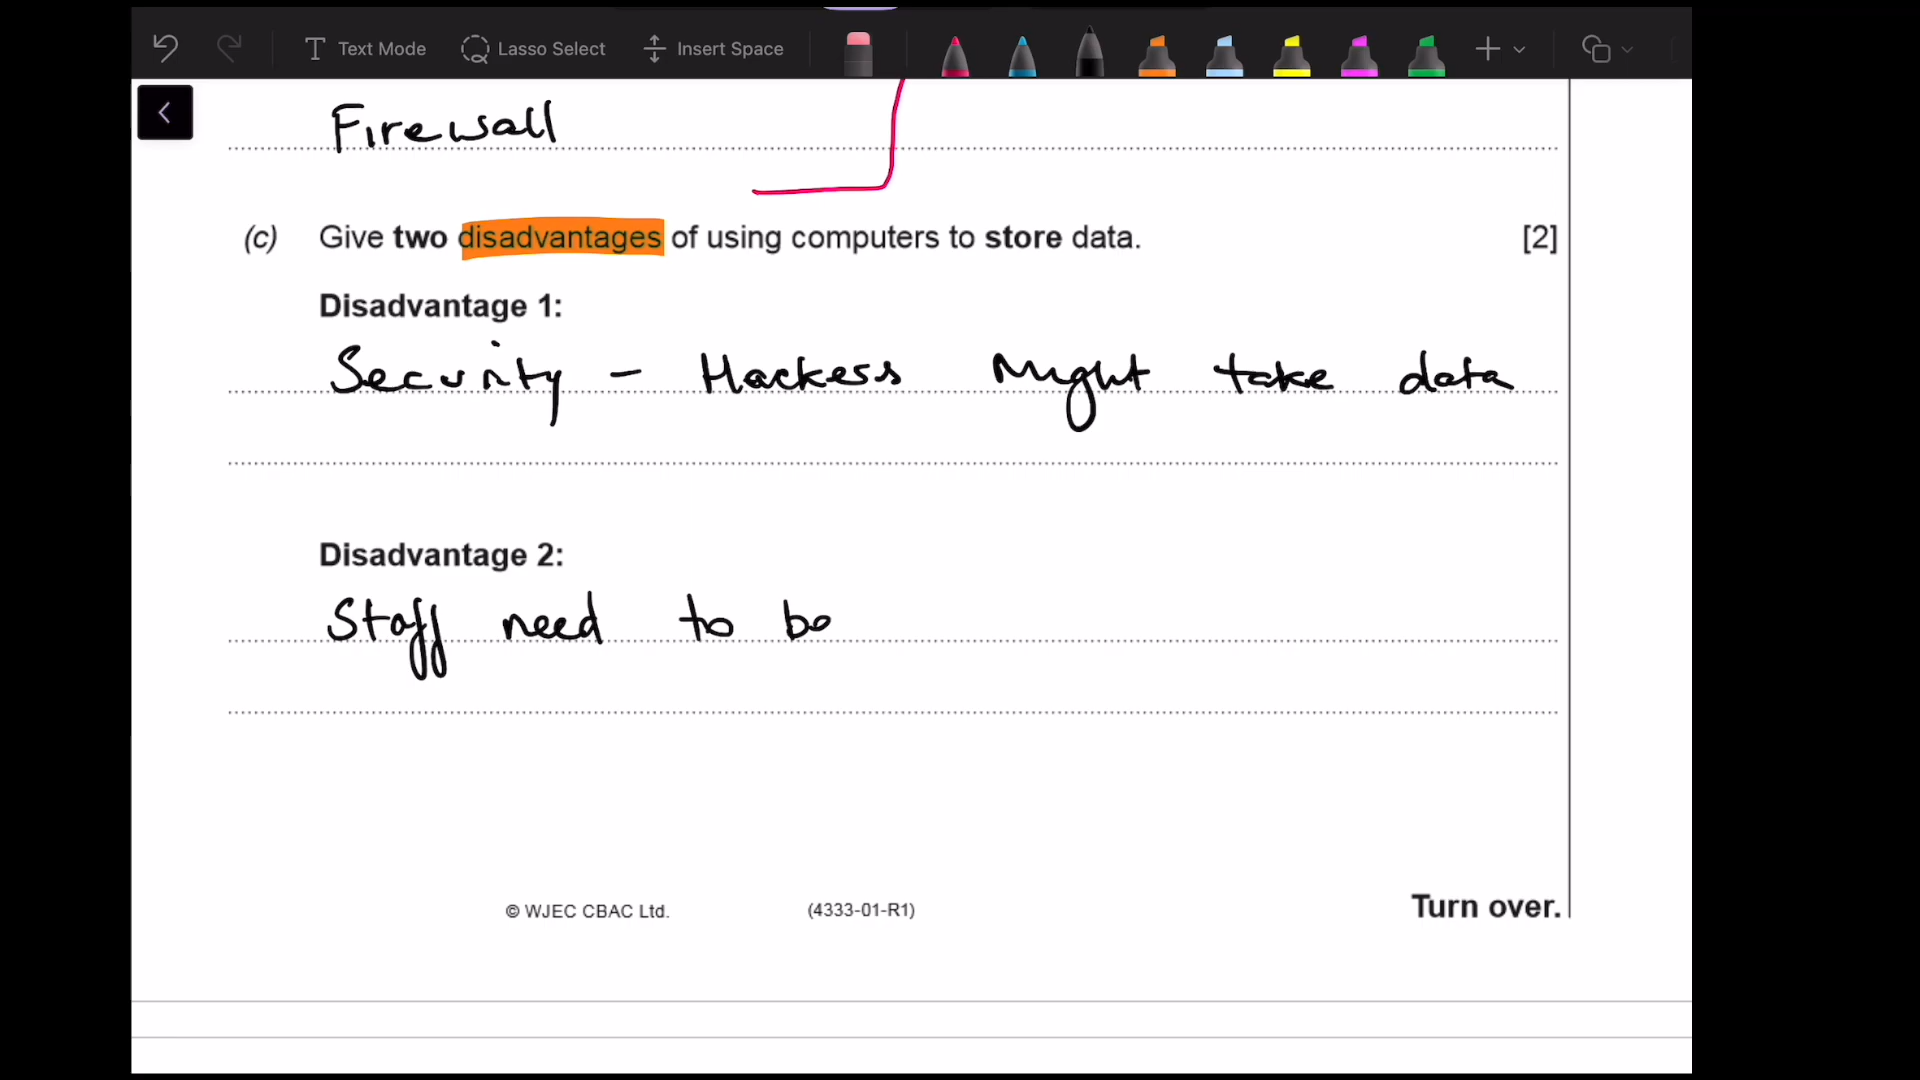 Text Mode Lasso Select Insert Space
Firewall
(c) Give two disadvantages of using computers to store data. [2]
Disadvantage 1:
Security - Hackers Might take data
Disadvantage 2:
Staff need to be
© WJEC CBAC Ltd. (4333-01-R1) Turn over.